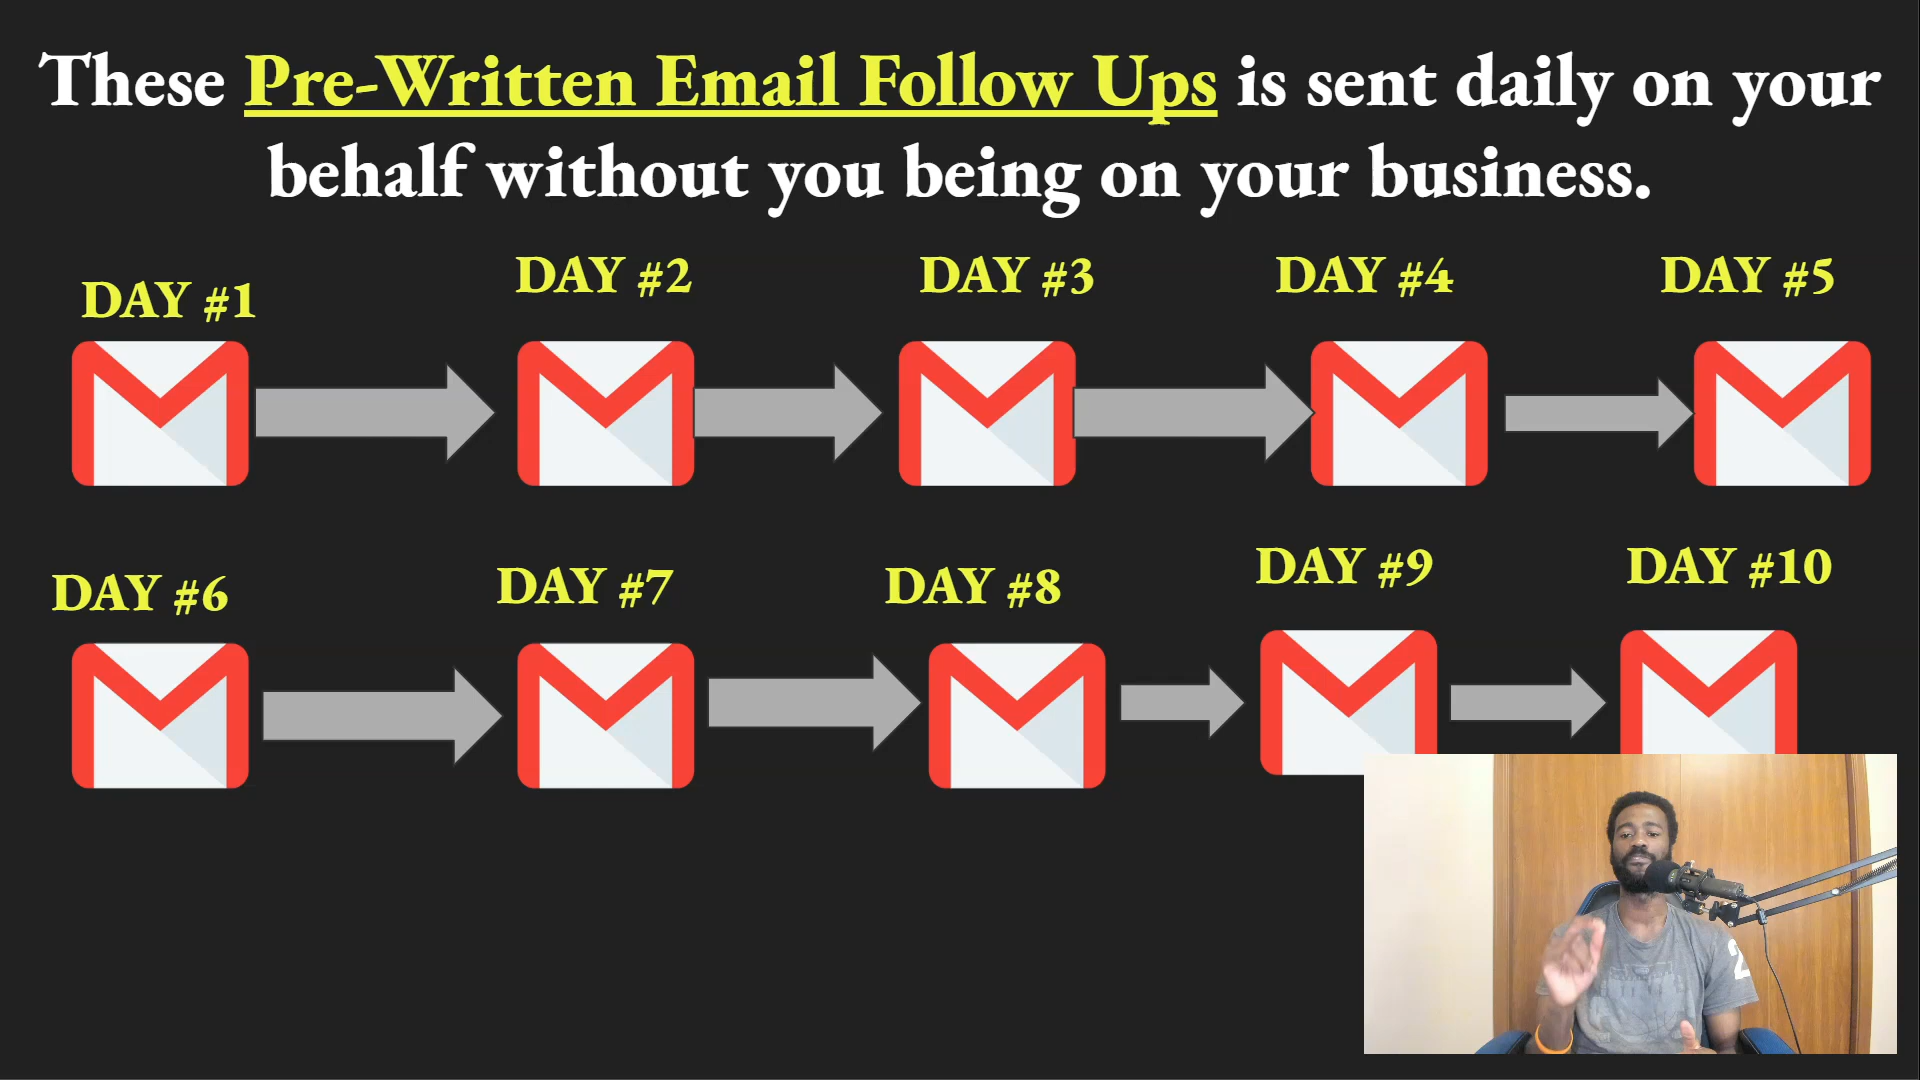 These Pre-Written Email Follow Ups is sent daily on your
behalf without you being on your business.
DAY #1
DAY #2
DAY #3
DAY #4
DAY #5
DAY #6
DAY #7
DAY #8
DAY #9
DAY #10
2